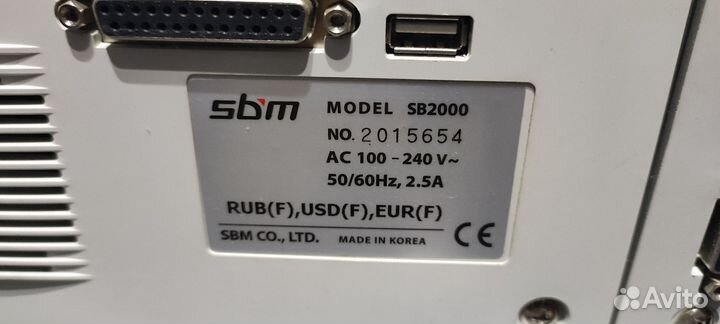 sbm
MODEL SB2000
NO. 2015654
AC 100 – 240 V~
50/60Hz, 2.5A
RUB(F),USD(F),EUR(F)
SBM CO., LTD. MADE IN KOREA CE
Avito